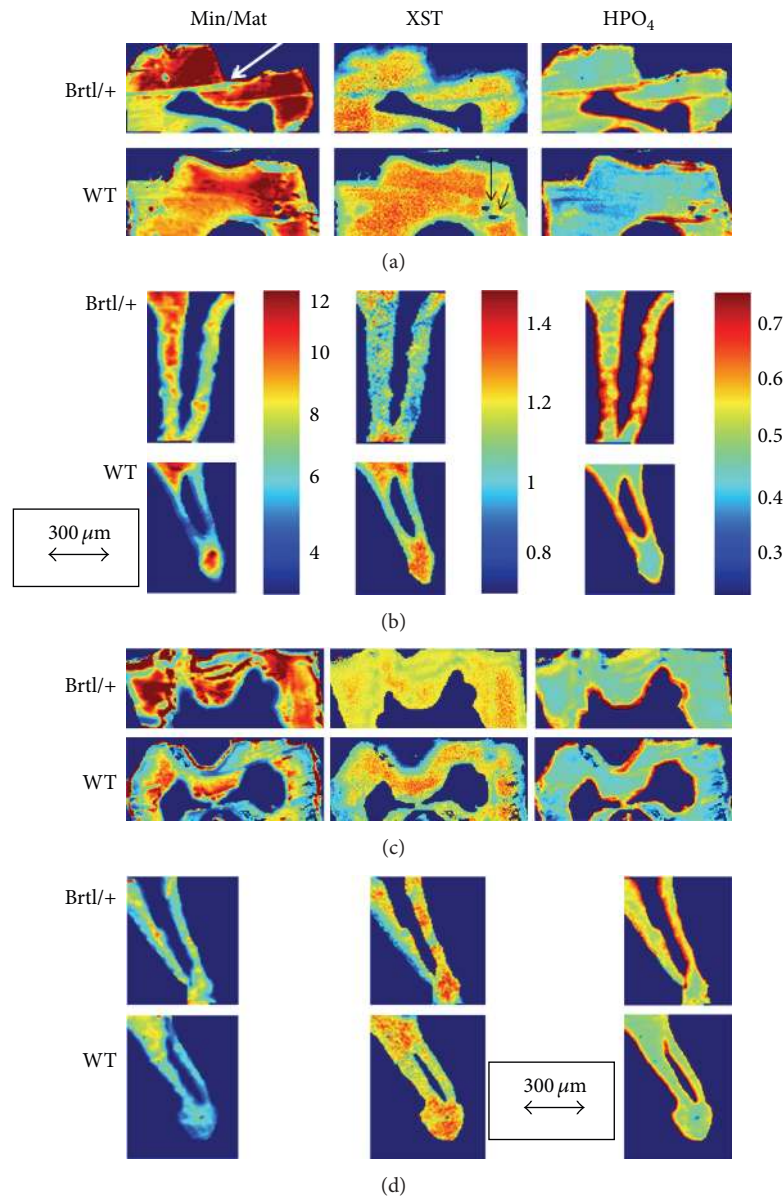 Min/Mat XST HPO₄
Brtl/+
WT
(a)
Brtl/+
12 1.4 0.7
10 0.6
8 1.2 0.5
WT
6 1 0.4
300 μm
4 0.8 0.3
(b)
Brtl/+
WT
(c)
Brtl/+
WT
300 μm
(d)